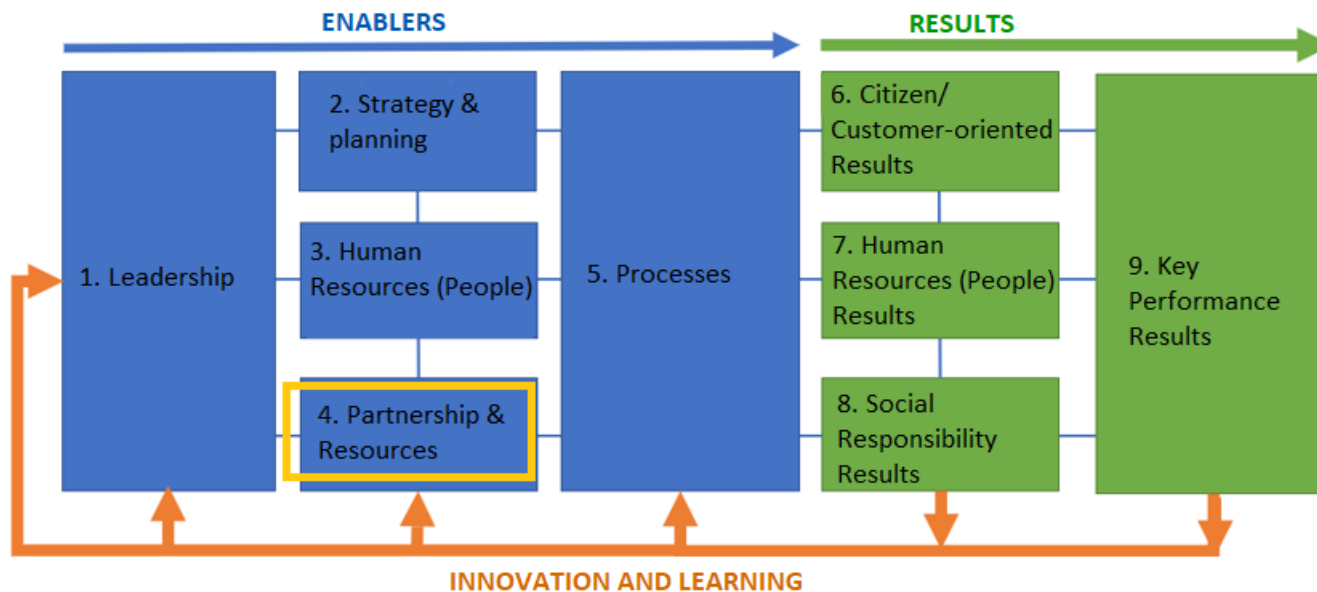 ENABLERS
RESULTS
1. Leadership
2. Strategy &
planning
3. Human
Resources (People)
4. Partnership &
Resources
5. Processes
6. Citizen/
Customer-oriented
Results
7. Human
Resources (People)
Results
8. Social
Responsibility
Results
9. Key
Performance
Results
INNOVATION AND LEARNING